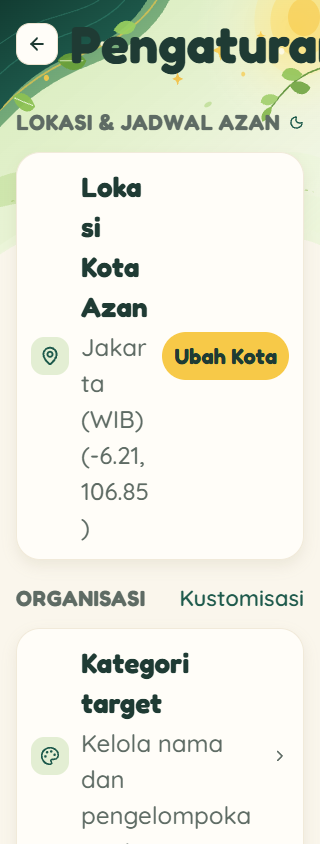 Pengaturan
LOKASI & JADWAL AZAN
Loka
si
Kota
Azan
Jakar
ta
(WIB)
(-6.21,
106.85
)
Ubah Kota
ORGANISASI
Kustomisasi
Kategori
target
Kelola nama
dan
pengelompoka